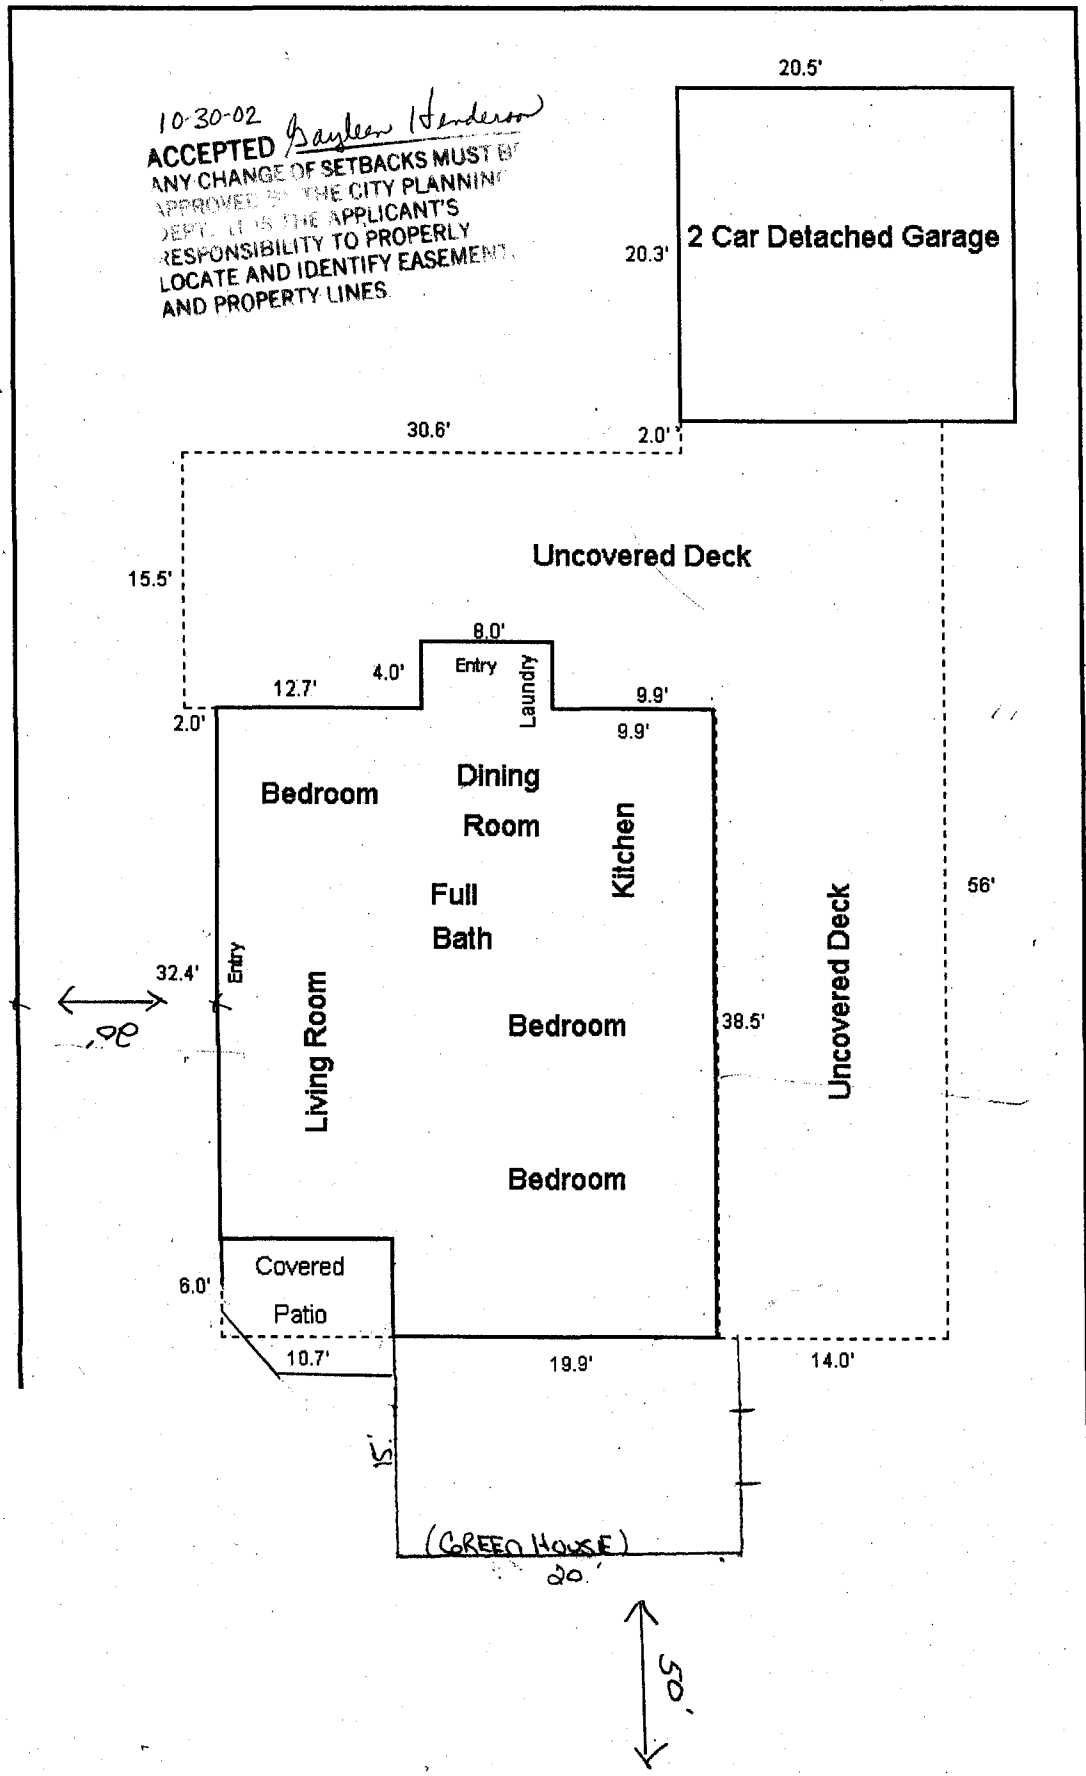 20.5'
10-30-02
ACCEPTED Gayleen Henderson
ANY CHANGE OF SETBACKS MUST BE
APPROVED BY THE CITY PLANNING
DEPT. IT IS THE APPLICANT'S
RESPONSIBILITY TO PROPERLY
LOCATE AND IDENTIFY EASEMENT
AND PROPERTY LINES.
20.3'
2 Car Detached Garage
30.6'
2.0'
Uncovered Deck
15.5'
8.0'
4.0'
Entry
Laundry
12.7'
9.9'
2.0'
9.9'
Bedroom
Dining
Room
Kitchen
Full
Bath
56'
Uncovered Deck
32.4'
Entry
Living Room
Bedroom
38.5'
Bedroom
Covered
Patio
6.0'
10.7'
19.9'
14.0'
15'
(GREEN HOUSE)
20'
50'